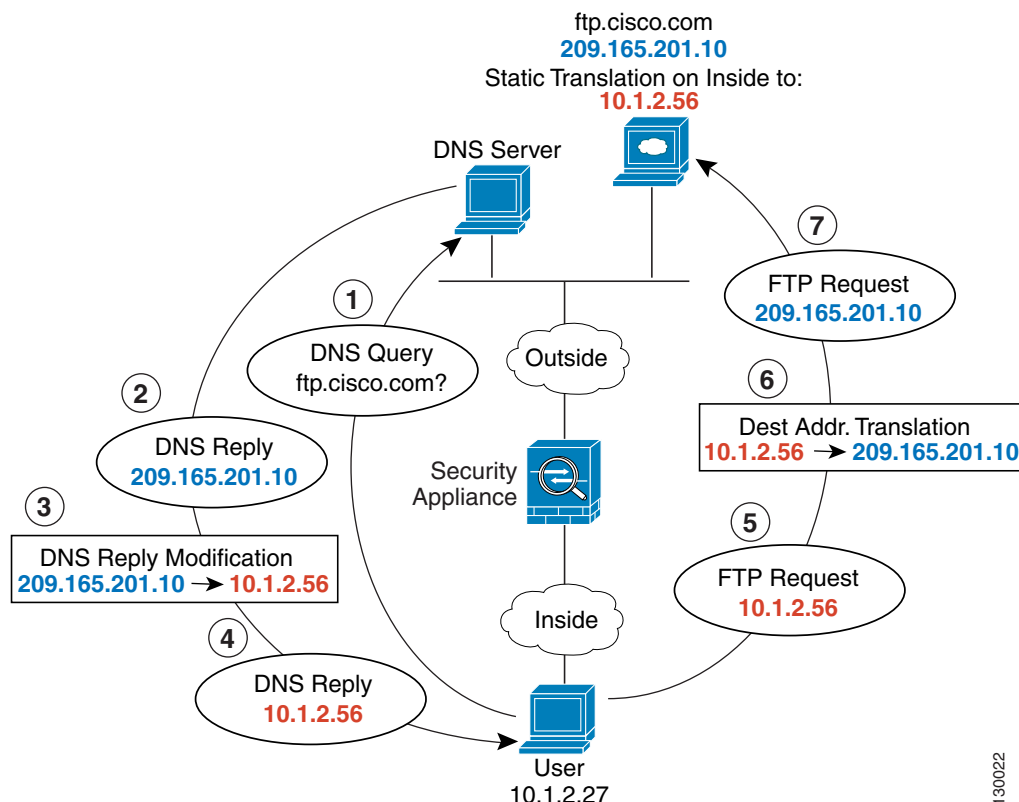 ftp.cisco.com
209.165.201.10
Static Translation on Inside to:
10.1.2.56
DNS Server
7
FTP Request
209.165.201.10
1
DNS Query
ftp.cisco.com?
Outside
2
DNS Reply
209.165.201.10
6
Dest Addr. Translation
10.1.2.56 → 209.165.201.10
Security
Appliance
3
DNS Reply Modification
209.165.201.10 → 10.1.2.56
5
FTP Request
10.1.2.56
Inside
4
DNS Reply
10.1.2.56
User
10.1.2.27
130022